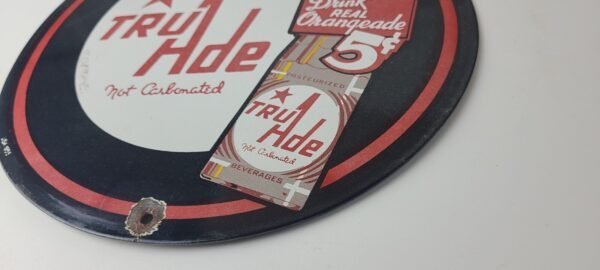 TRU
Ade
Not Carbonated
Drink
REAL
Orangeade
5¢
PASTEURIZED
TRU
Ade
Not Carbonated
BEVERAGES